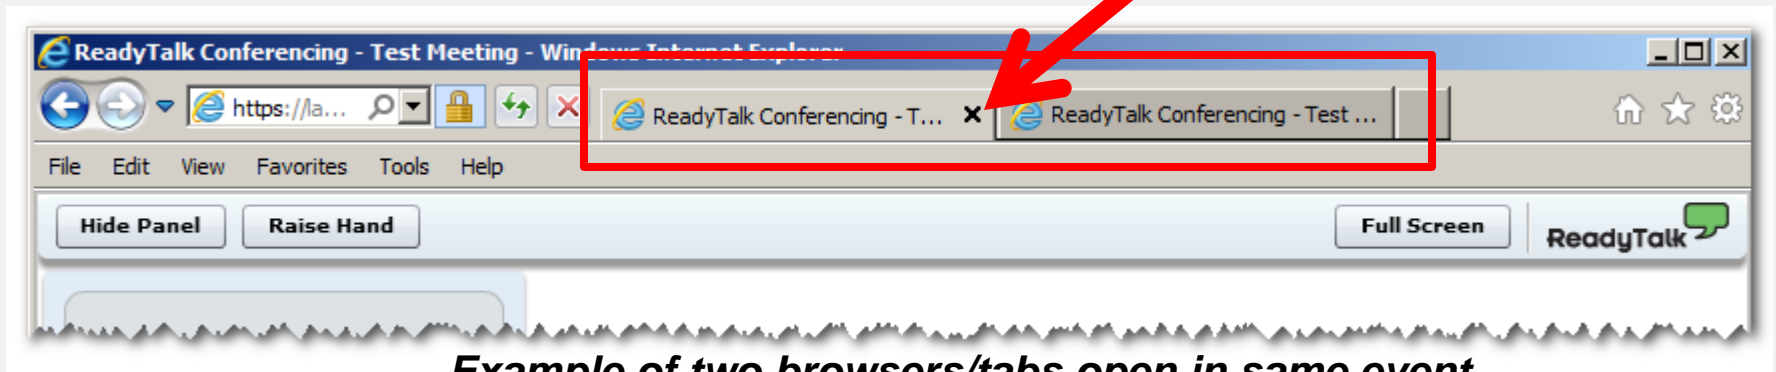 ReadyTalk Conferencing - Test Meeting - Windows Internet Explorer
https://la...
ReadyTalk Conferencing - T...
ReadyTalk Conferencing - Test ...
File Edit View Favorites Tools Help
Hide Panel
Raise Hand
Full Screen
ReadyTalk
Example of two browsers/tabs open in same event